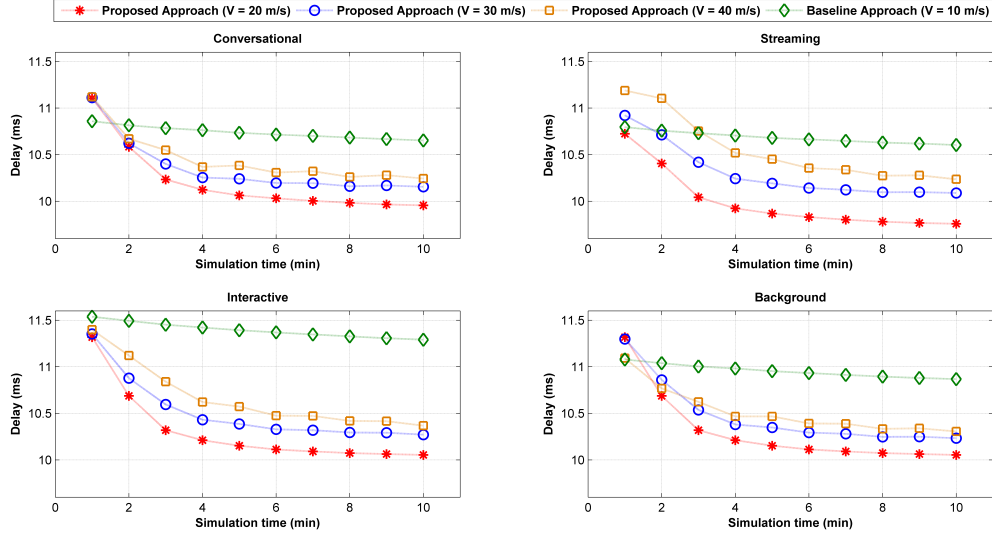 Proposed Approach (V = 20 m/s) Proposed Approach (V = 30 m/s) Proposed Approach (V = 40 m/s) Baseline Approach (V = 10 m/s)
Conversational
11.5
11
10.5
10
Delay (ms)
0 2 4 6 8 10
Simulation time (min)
Streaming
11.5
11
10.5
10
Delay (ms)
0 2 4 6 8 10
Simulation time (min)
Interactive
11.5
11
10.5
10
Delay (ms)
0 2 4 6 8 10
Simulation time (min)
Background
11.5
11
10.5
10
Delay (ms)
0 2 4 6 8 10
Simulation time (min)